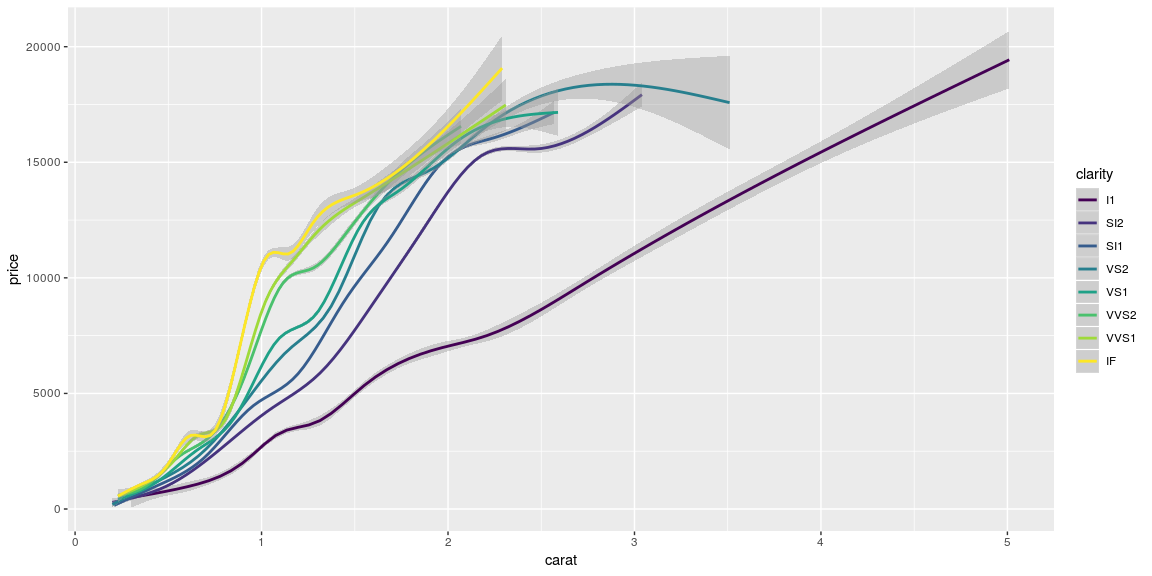 20000
15000
10000
5000
0
price
0 1 2 3 4 5
carat
clarity
I1
SI2
SI1
VS2
VS1
VVS2
VVS1
IF